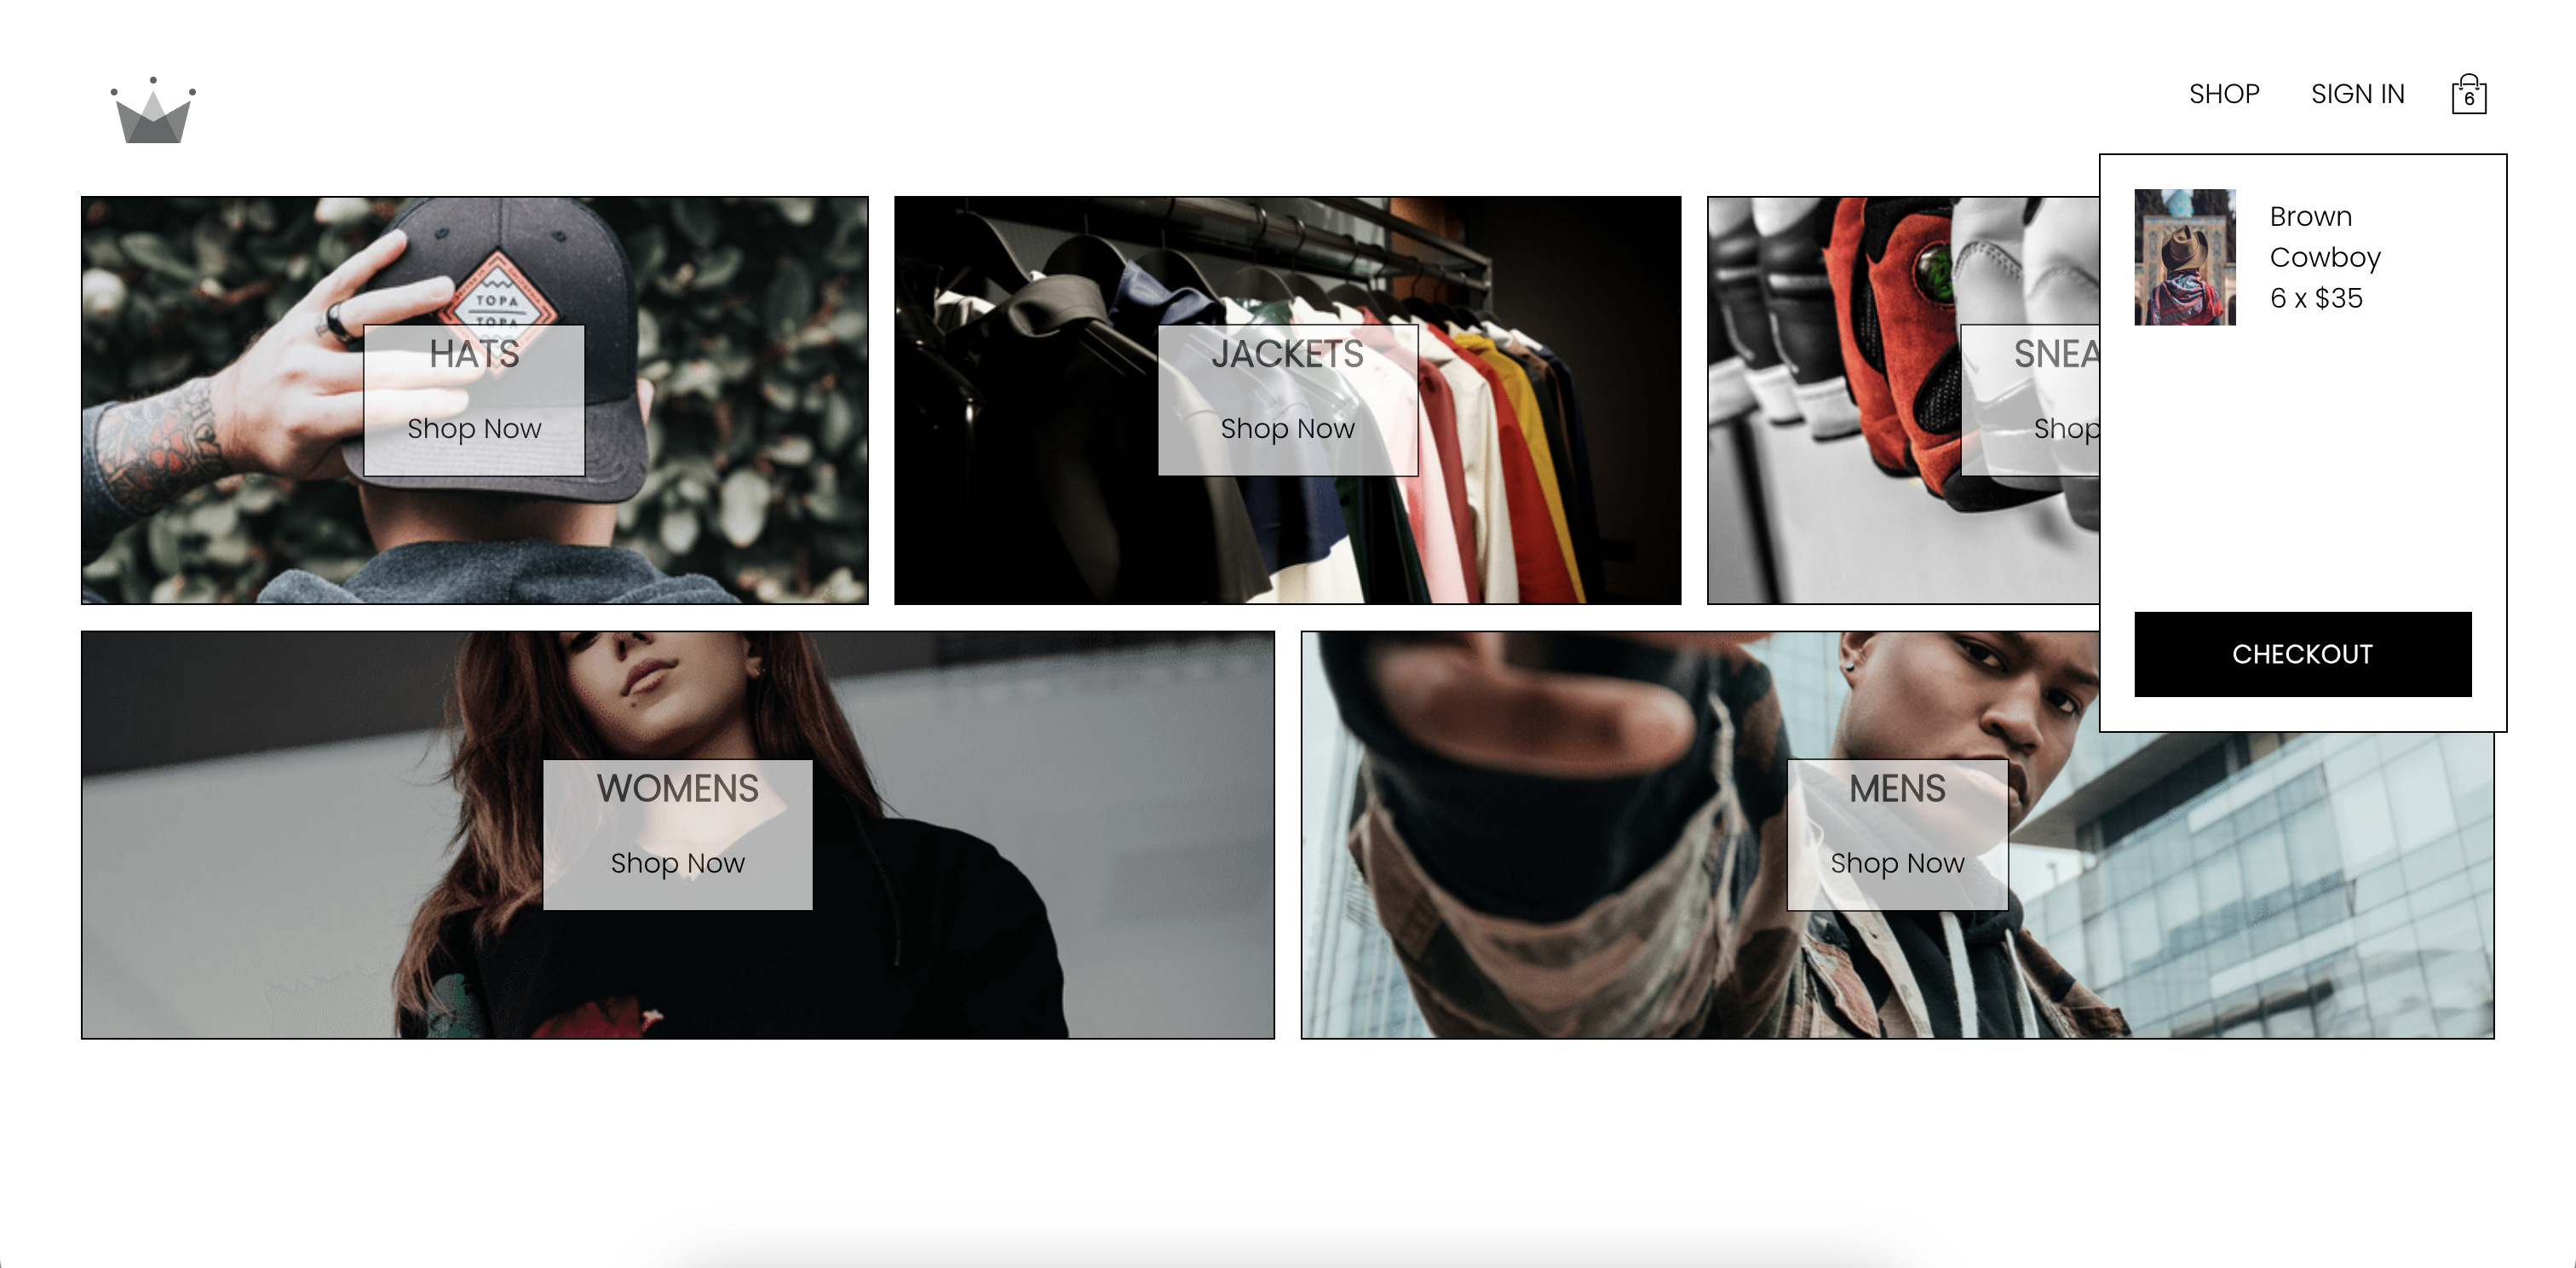 SHOP
SIGN IN
6
Brown
Cowboy
6 x $35
CHECKOUT
TOPA
TOPA
HATS
Shop Now
JACKETS
Shop Now
SNEA
Shop
WOMENS
Shop Now
MENS
Shop Now